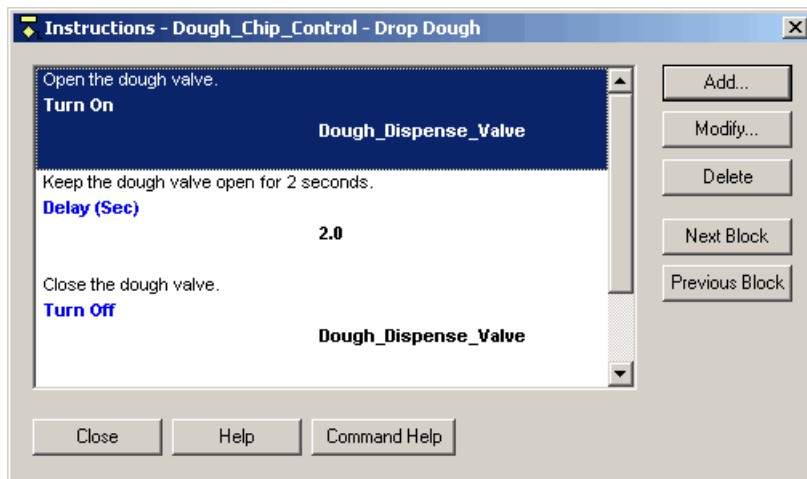 Instructions - Dough_Chip_Control - Drop Dough
Open the dough valve.
Turn On
Dough_Dispense_Valve
Keep the dough valve open for 2 seconds.
Delay (Sec)
2.0
Close the dough valve.
Turn Off
Dough_Dispense_Valve
Add...
Modify...
Delete
Next Block
Previous Block
Close
Help
Command Help